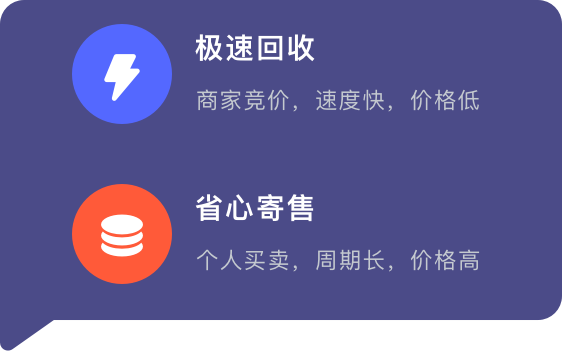 极速回收
商家竞价，速度快，价格低
省心寄售
个人买卖，周期长，价格高